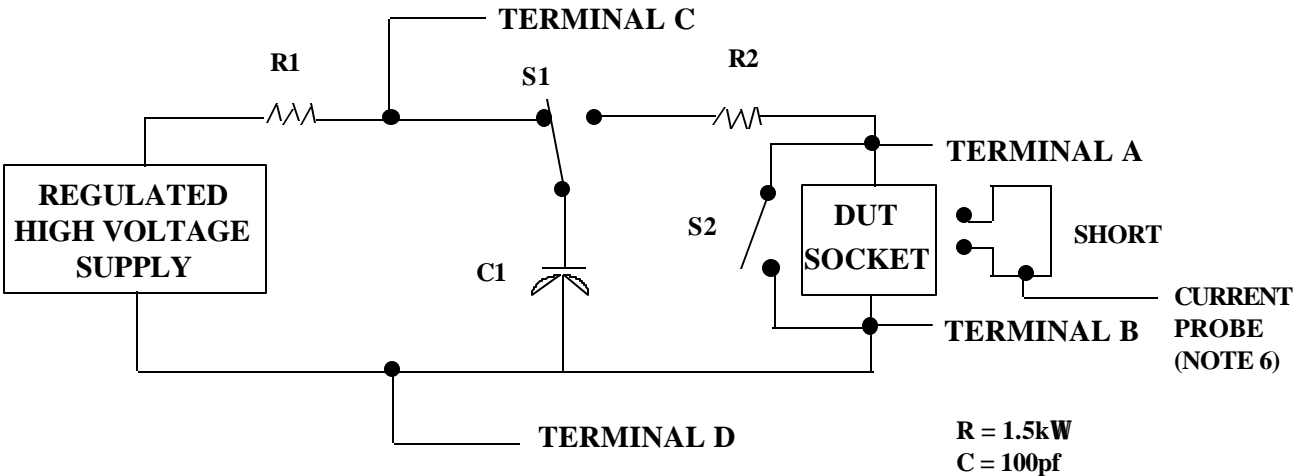 TERMINAL C
R1
S1
R2
TERMINAL A
REGULATED
HIGH VOLTAGE
SUPPLY
S2
DUT
SOCKET
SHORT
C1
CURRENT
PROBE
(NOTE 6)
TERMINAL B
TERMINAL D
R = 1.5kW
C = 100pf